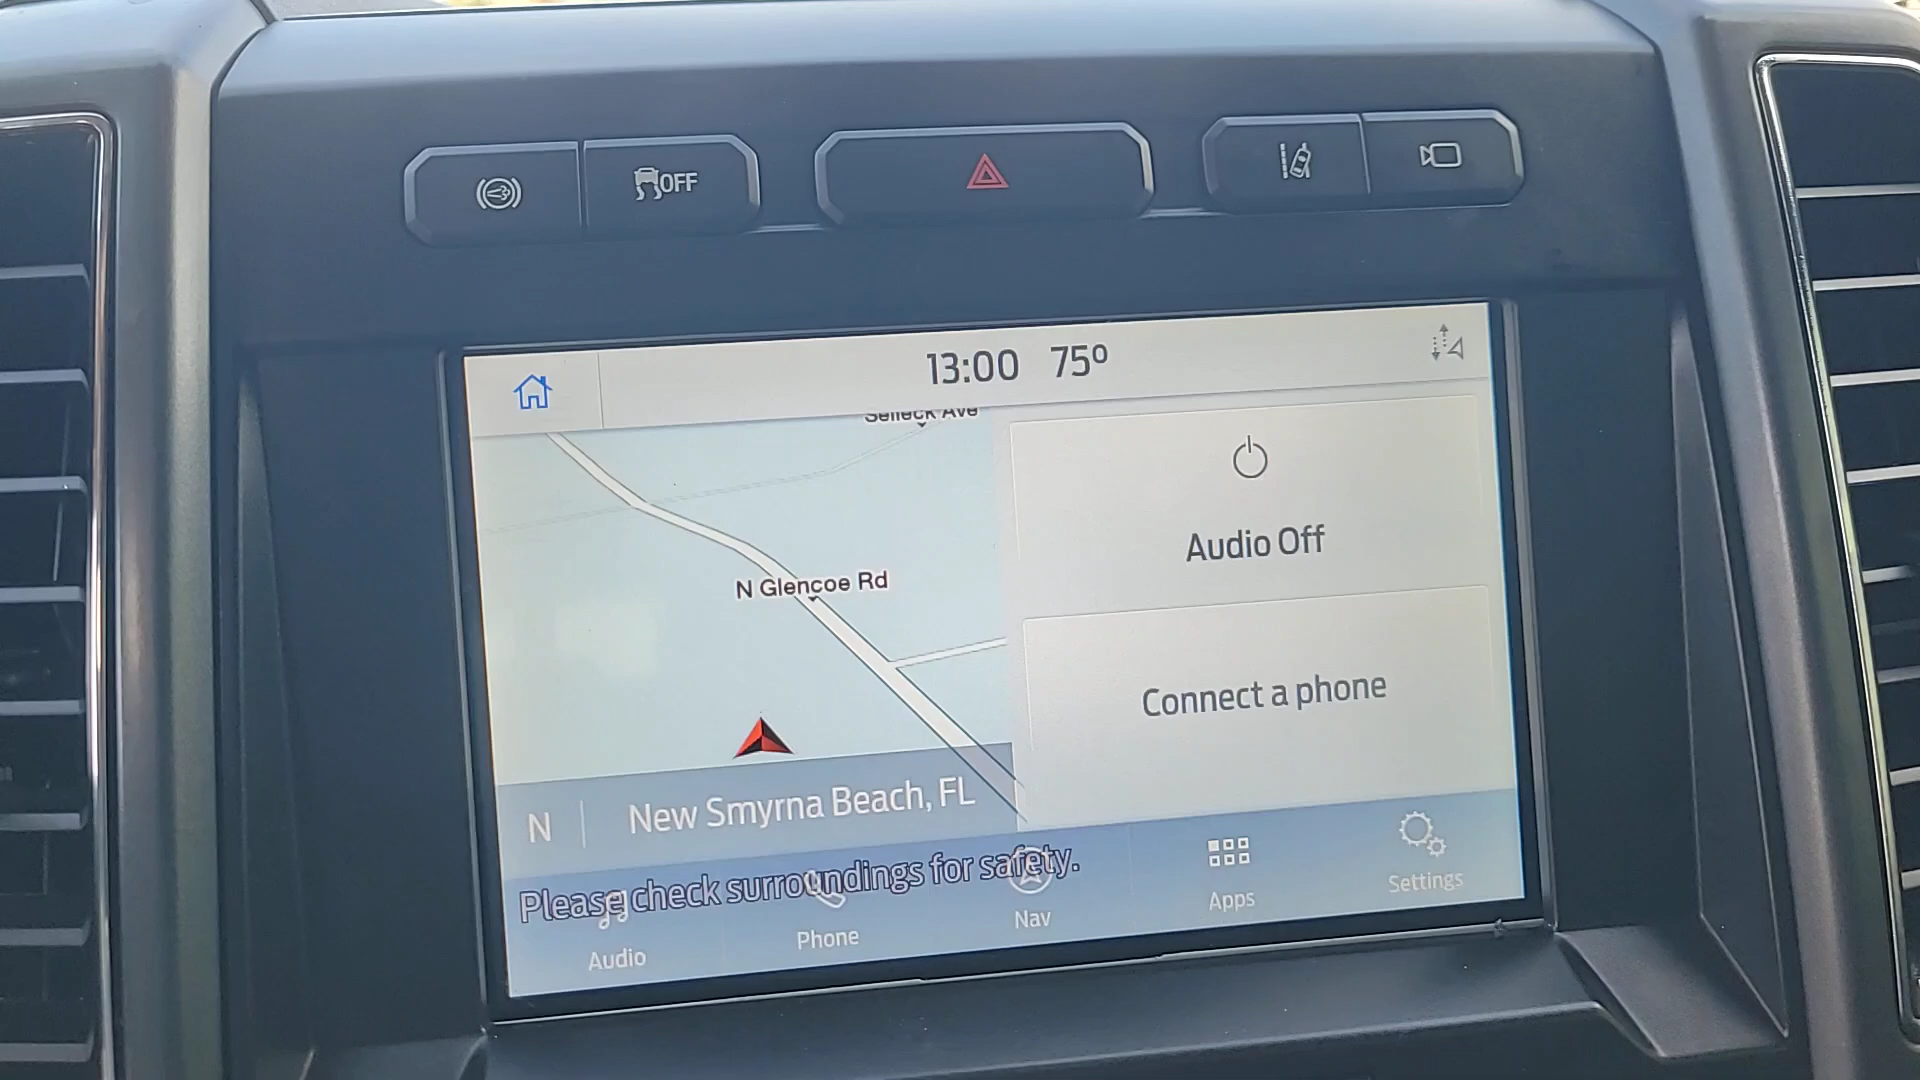 OFF
13:00 75º
Selleck Ave
N Glencoe Rd
Audio Off
Connect a phone
N New Smyrna Beach, FL
Please check surroundings for safety.
Audio
Phone
Nav
Apps
Settings